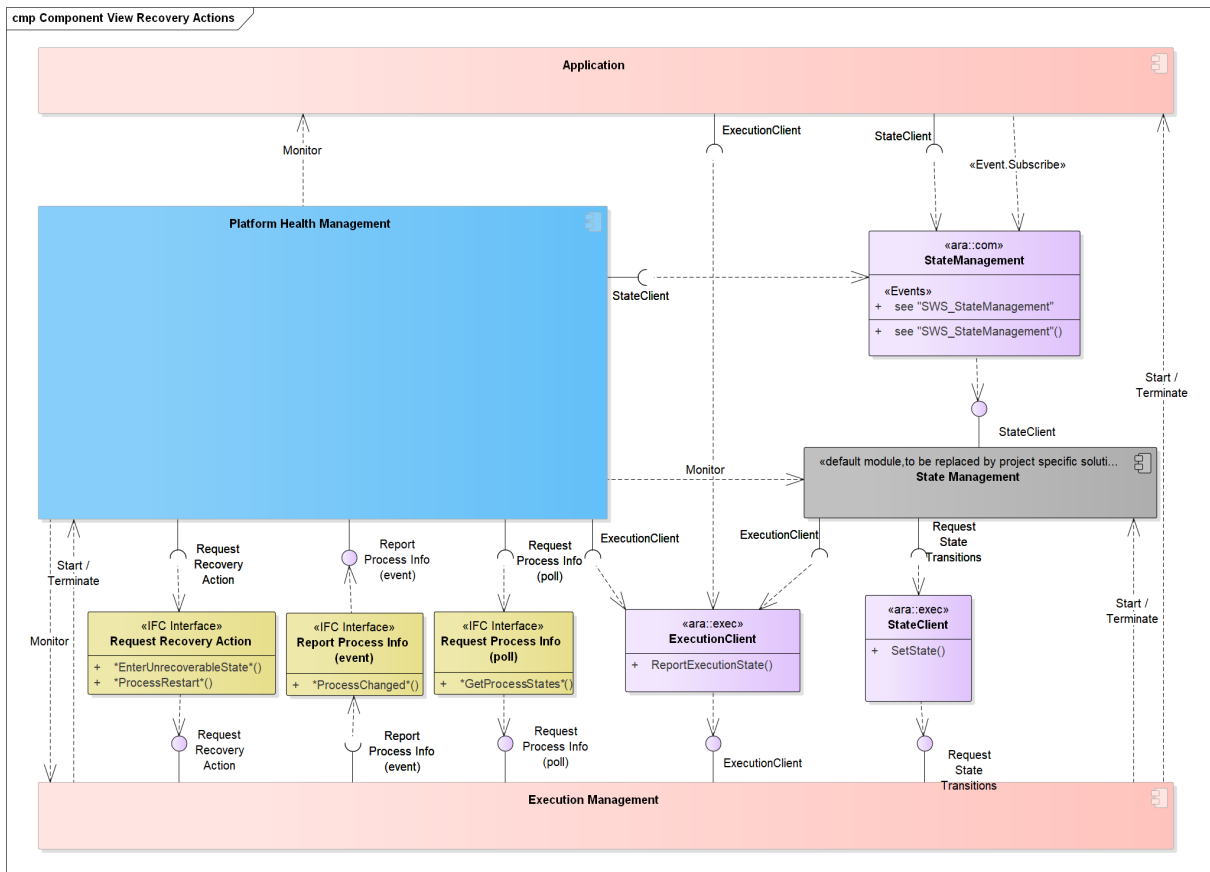 cmp Component View Recovery Actions
Application
ExecutionClient
StateClient
Monitor
«Event.Subscribe»
Platform Health Management
«ara::com»
StateManagement
«Events»
+ see "SWS_StateManagement"
+ see "SWS_StateManagement"()
StateClient
Start /
Terminate
StateClient
«default module,to be replaced by project specific soluti...
State Management
Monitor
ExecutionClient
Request
State
Transitions
Request
Recovery
Action
Report
Process Info
(event)
Request
Process Info
(poll)
ExecutionClient
Start /
Terminate
Monitor
Start /
Terminate
«IFC Interface»
Request Recovery Action
+ *EnterUnrecoverableState*()
+ *ProcessRestart*()
«IFC Interface»
Report Process Info
(event)
+ *ProcessChanged*()
«IFC Interface»
Request Process Info
(poll)
+ *GetProcessStates*()
«ara::exec»
ExecutionClient
+ ReportExecutionState()
«ara::exec»
StateClient
+ SetState()
Request
Recovery
Action
Report
Process Info
(event)
Request
Process Info
(poll)
ExecutionClient
Request
State
Transitions
Execution Management